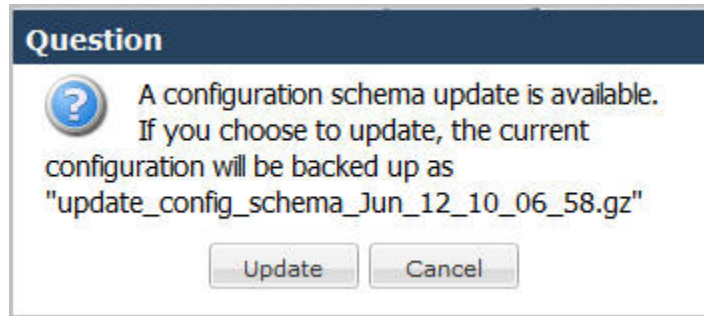 Question
A configuration schema update is available.
If you choose to update, the current
configuration will be backed up as
"update_config_schema_Jun_12_10_06_58.gz"
Update Cancel